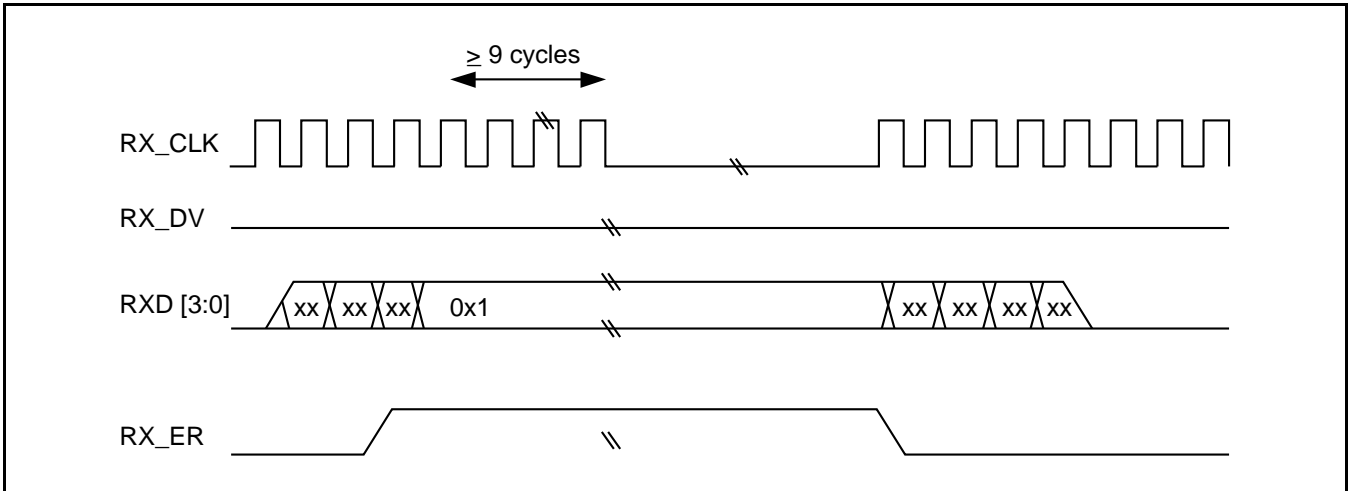 ≥ 9 cycles
RX_CLK
RX_DV
RXD [3:0] xx xx xx 0x1 xx xx xx xx
RX_ER